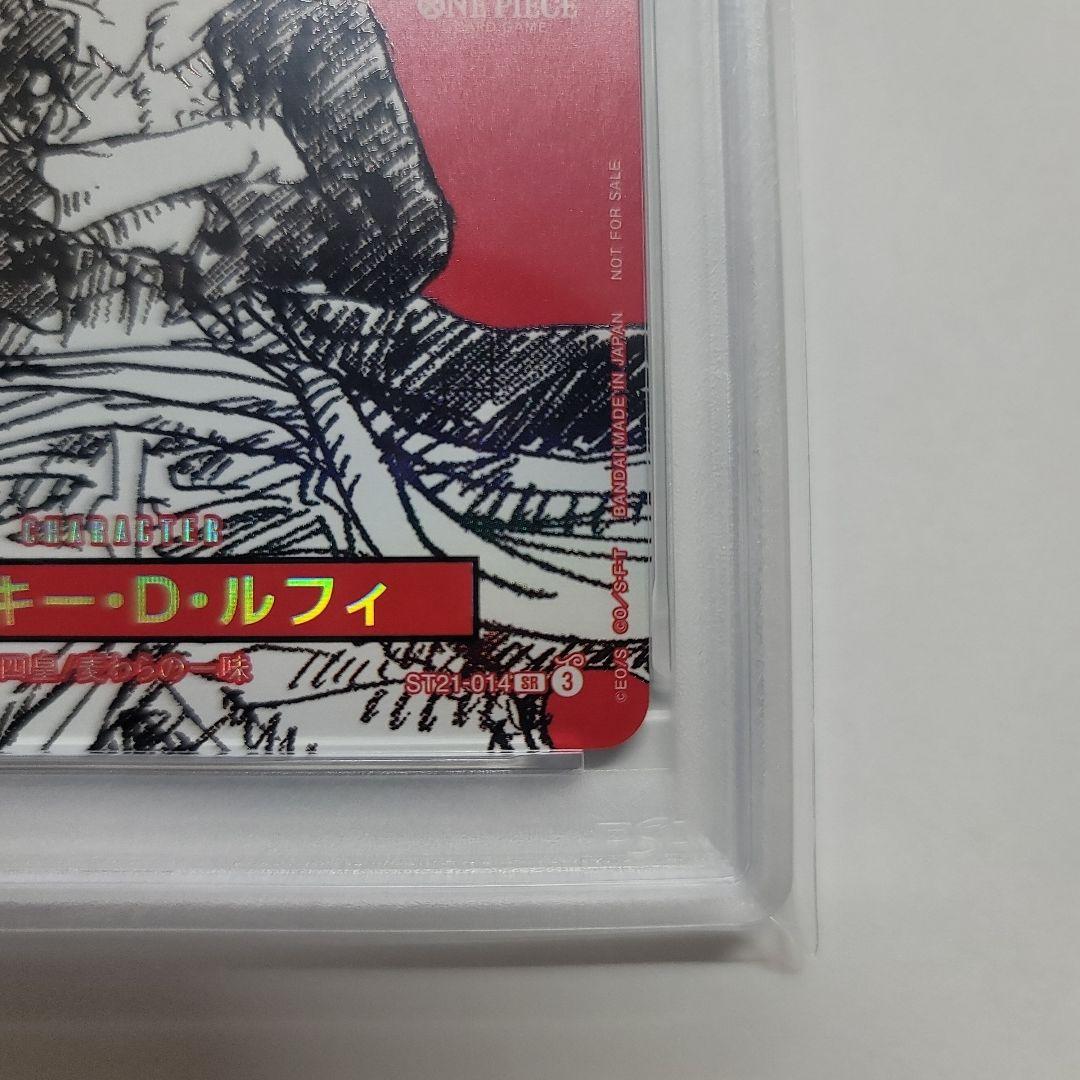 ONE PIECE
CARD GAME
NOT FOR SALE
BANDAI MADE IN JAPAN
©EO/S. ©O/S･F･T
CHARACTER
キー・D・ルフィ
四皇/麦わらの一味
ST21-014 SR 3
PSA